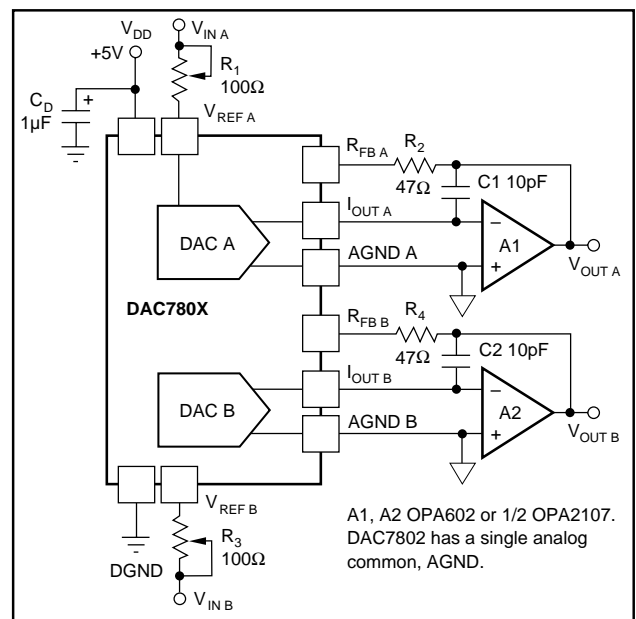 V_DD
+5V
V_IN A
R_1
100Ω
C_D
+
1µF
V_REF A
R_FB A
R_2
47Ω
C1 10pF
I_OUT A
DAC A
–
A1
AGND A
+
V_OUT A
DAC780X
R_FB B
R_4
47Ω
C2 10pF
I_OUT B
DAC B
–
A2
AGND B
+
V_OUT B
V_REF B
R_3
100Ω
DGND
V_IN B
A1, A2 OPA602 or 1/2 OPA2107.
DAC7802 has a single analog
common, AGND.